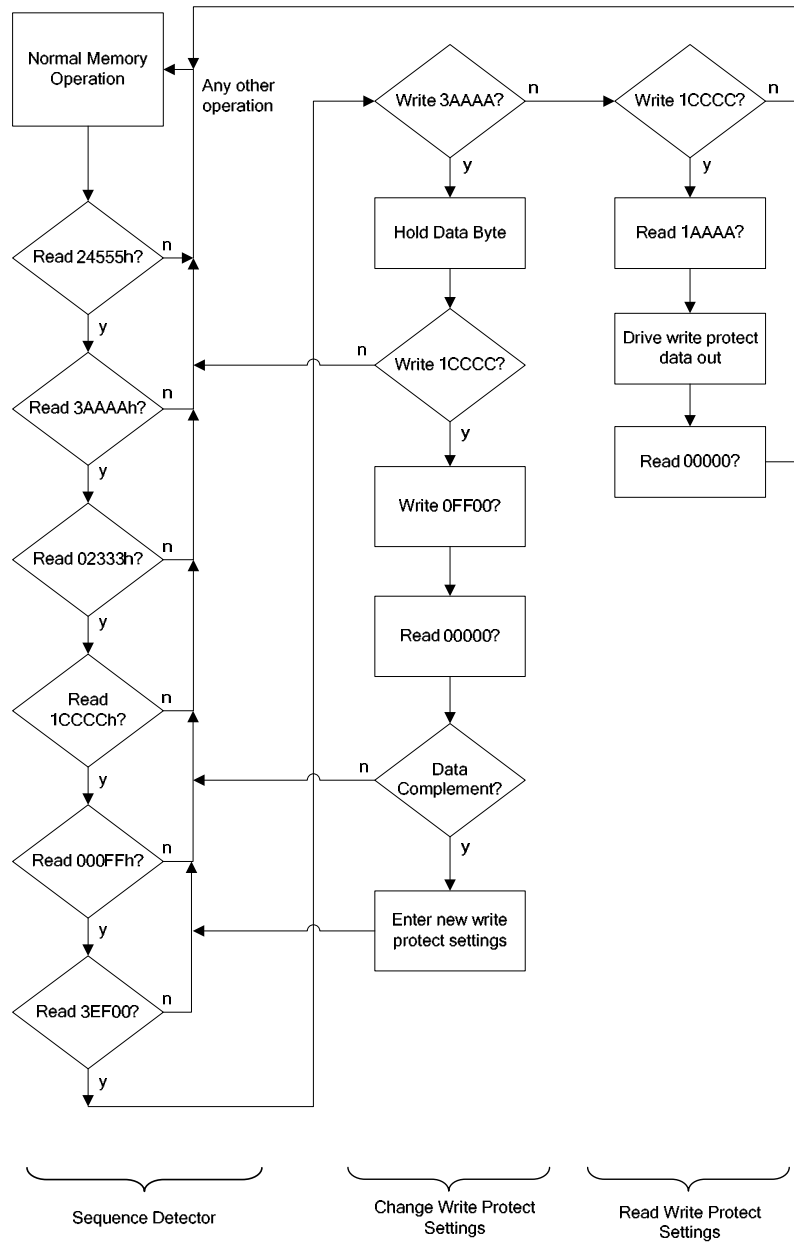 Normal Memory
Operation
Any other
operation
Read 24555h?
n
y
Read 3AAAAh?
n
y
Read 02333h?
n
y
Read
1CCCCh?
n
y
Read 000FFh?
n
y
Read 3EF00?
n
y
Sequence Detector
Write 3AAAA?
n
y
Hold Data Byte
Write 1CCCC?
n
y
Write 0FF00?
Read 00000?
Data
Complement?
n
y
Enter new write
protect settings
Change Write Protect
Settings
Write 1CCCC?
n
y
Read 1AAAA?
Drive write protect
data out
Read 00000?
Read Write Protect
Settings